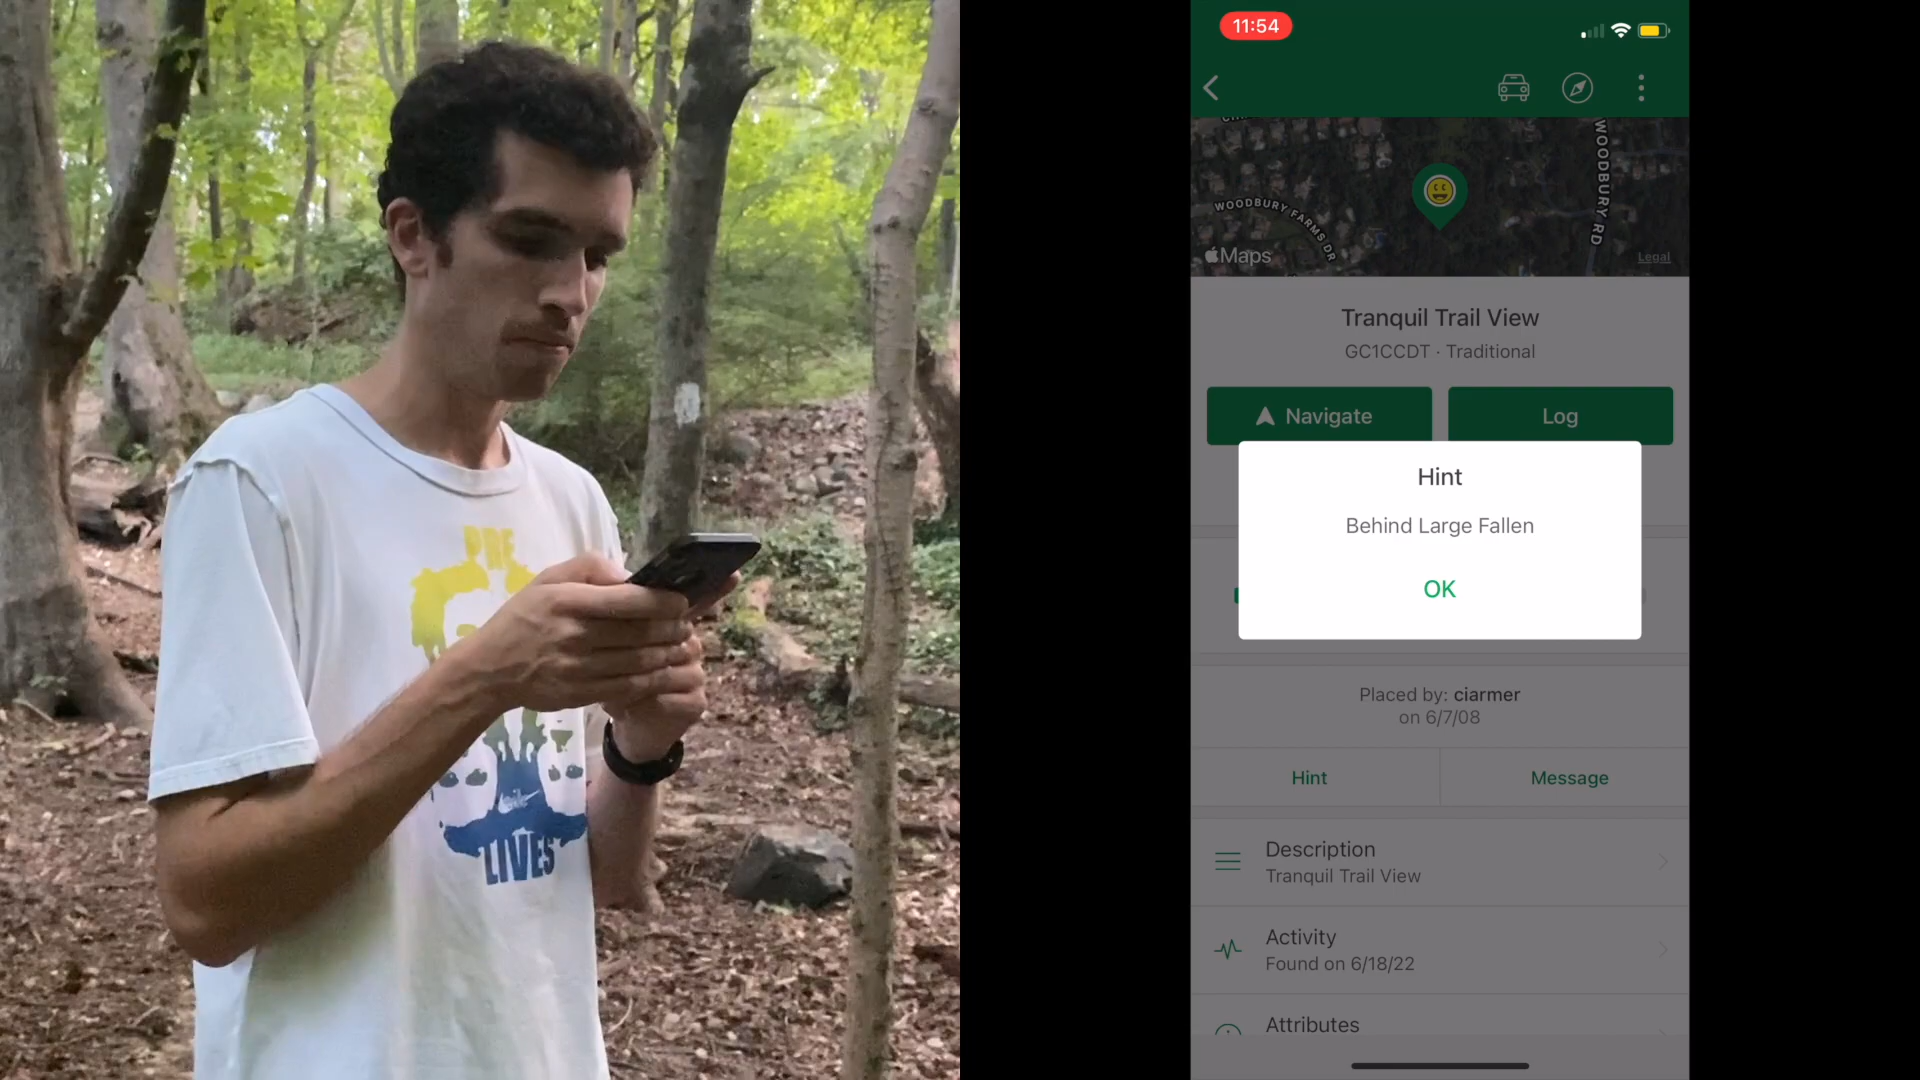 PRE
LIVES
11:54
WOODBURY FARMS DR
WOODBURY RD
Maps
Legal
Tranquil Trail View
GC1CCDT · Traditional
Navigate
Log
Hint
Behind Large Fallen
OK
Placed by: ciarmer
on 6/7/08
Hint
Message
Description
Tranquil Trail View
Activity
Found on 6/18/22
Attributes